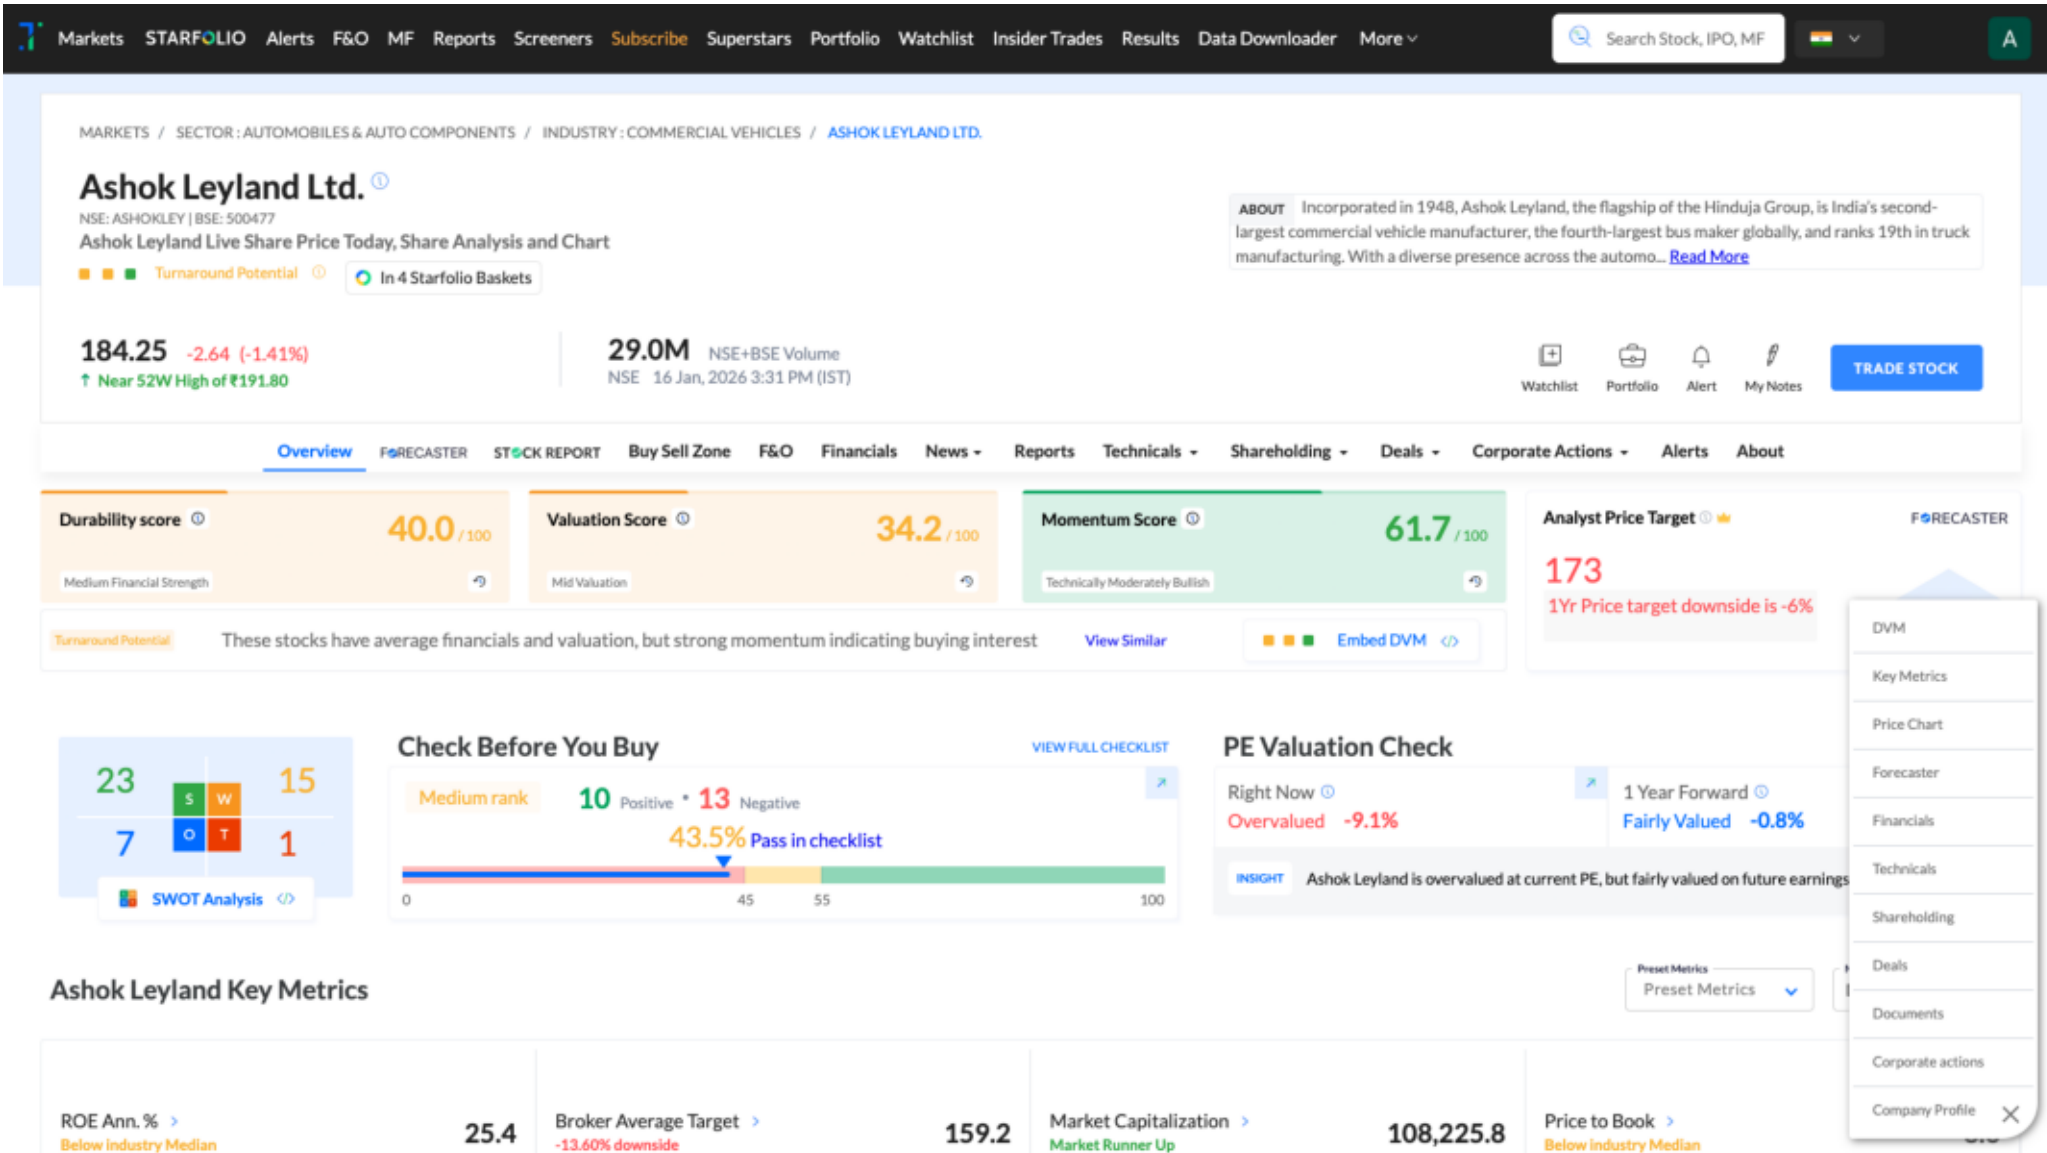 Markets STARFOLIO Alerts F&O MF Reports Screeners Subscribe Superstars Portfolio Watchlist Insider Trades Results Data Downloader More Search Stock, IPO, MF A
MARKETS / SECTOR : AUTOMOBILES & AUTO COMPONENTS / INDUSTRY : COMMERCIAL VEHICLES / ASHOK LEYLAND LTD.
Ashok Leyland Ltd.
NSE: ASHOKLEY | BSE: 500477
Ashok Leyland Live Share Price Today, Share Analysis and Chart
Turnaround Potential In 4 Starfolio Baskets
ABOUT Incorporated in 1948, Ashok Leyland, the flagship of the Hinduja Group, is India's second-
largest commercial vehicle manufacturer, the fourth-largest bus maker globally, and ranks 19th in truck
manufacturing. With a diverse presence across the automo... Read More
184.25 -2.64 (-1.41%)
↑ Near 52W High of ₹191.80
29.0M NSE+BSE Volume
NSE 16 Jan, 2026 3:31 PM (IST)
Watchlist Portfolio Alert My Notes TRADE STOCK
Overview FORECASTER STOCK REPORT Buy Sell Zone F&O Financials News Reports Technicals Shareholding Deals Corporate Actions Alerts About
Durability score 40.0 / 100
Medium Financial Strength
Valuation Score 34.2 / 100
Mid Valuation
Momentum Score 61.7 / 100
Technically Moderately Bullish
Analyst Price Target FORECASTER
173
1Yr Price target downside is -6%
Turnaround Potential These stocks have average financials and valuation, but strong momentum indicating buying interest View Similar Embed DVM </>
23 15
S W
O T
7 1
SWOT Analysis </>
Check Before You Buy VIEW FULL CHECKLIST
Medium rank 10 Positive • 13 Negative
43.5% Pass in checklist
0 45 55 100
PE Valuation Check
Right Now
Overvalued -9.1%
1 Year Forward
Fairly Valued -0.8%
INSIGHT Ashok Leyland is overvalued at current PE, but fairly valued on future earnings
Ashok Leyland Key Metrics
Preset Metrics
Preset Metrics
ROE Ann. % > 25.4
Below industry Median
Broker Average Target > 159.2
-13.60% downside
Market Capitalization > 108,225.8
Market Runner Up
Price to Book >
Below industry Median
DVM
Key Metrics
Price Chart
Forecaster
Financials
Technicals
Shareholding
Deals
Documents
Corporate actions
Company Profile